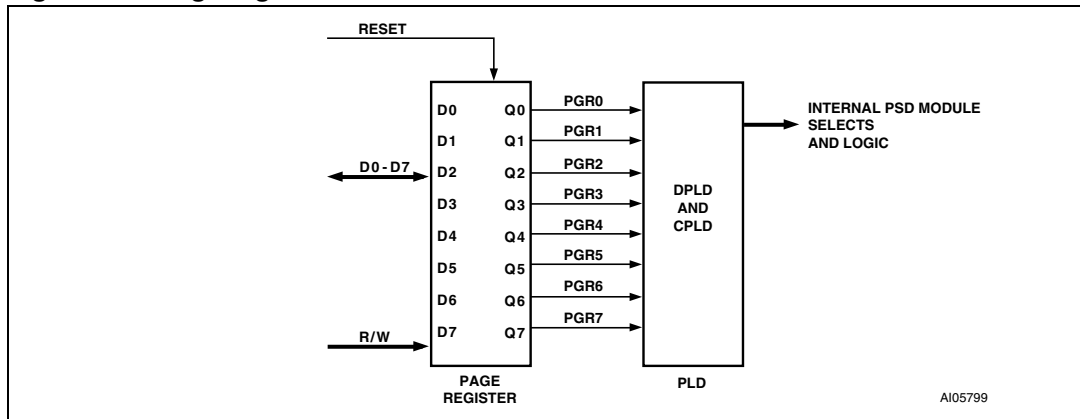 RESET
D0
D1
D2
D3
D4
D5
D6
D7
Q0
Q1
Q2
Q3
Q4
Q5
Q6
Q7
D0-D7
R/W
PAGE
REGISTER
PGR0
PGR1
PGR2
PGR3
PGR4
PGR5
PGR6
PGR7
DPLD
AND
CPLD
PLD
INTERNAL PSD MODULE
SELECTS
AND LOGIC
AI05799